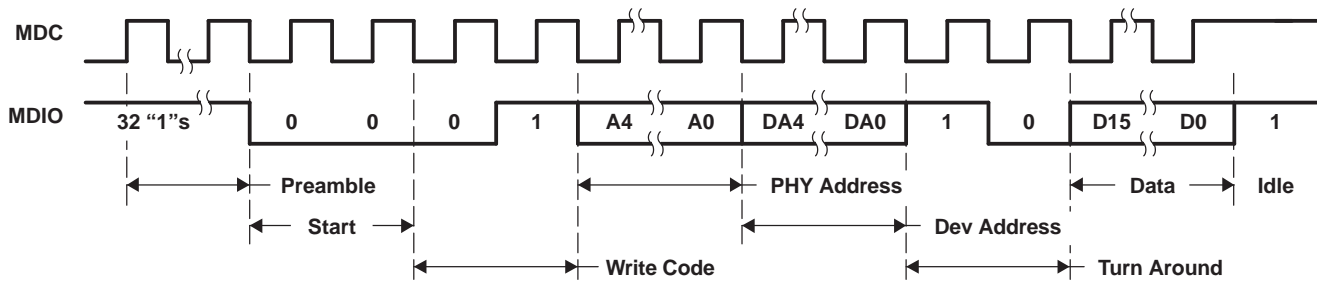 MDC
MDIO
32 “1”s 0 0 0 1 A4 A0 DA4 DA0 1 0 D15 D0 1
Preamble PHY Address Data Idle
Start Dev Address
Write Code Turn Around